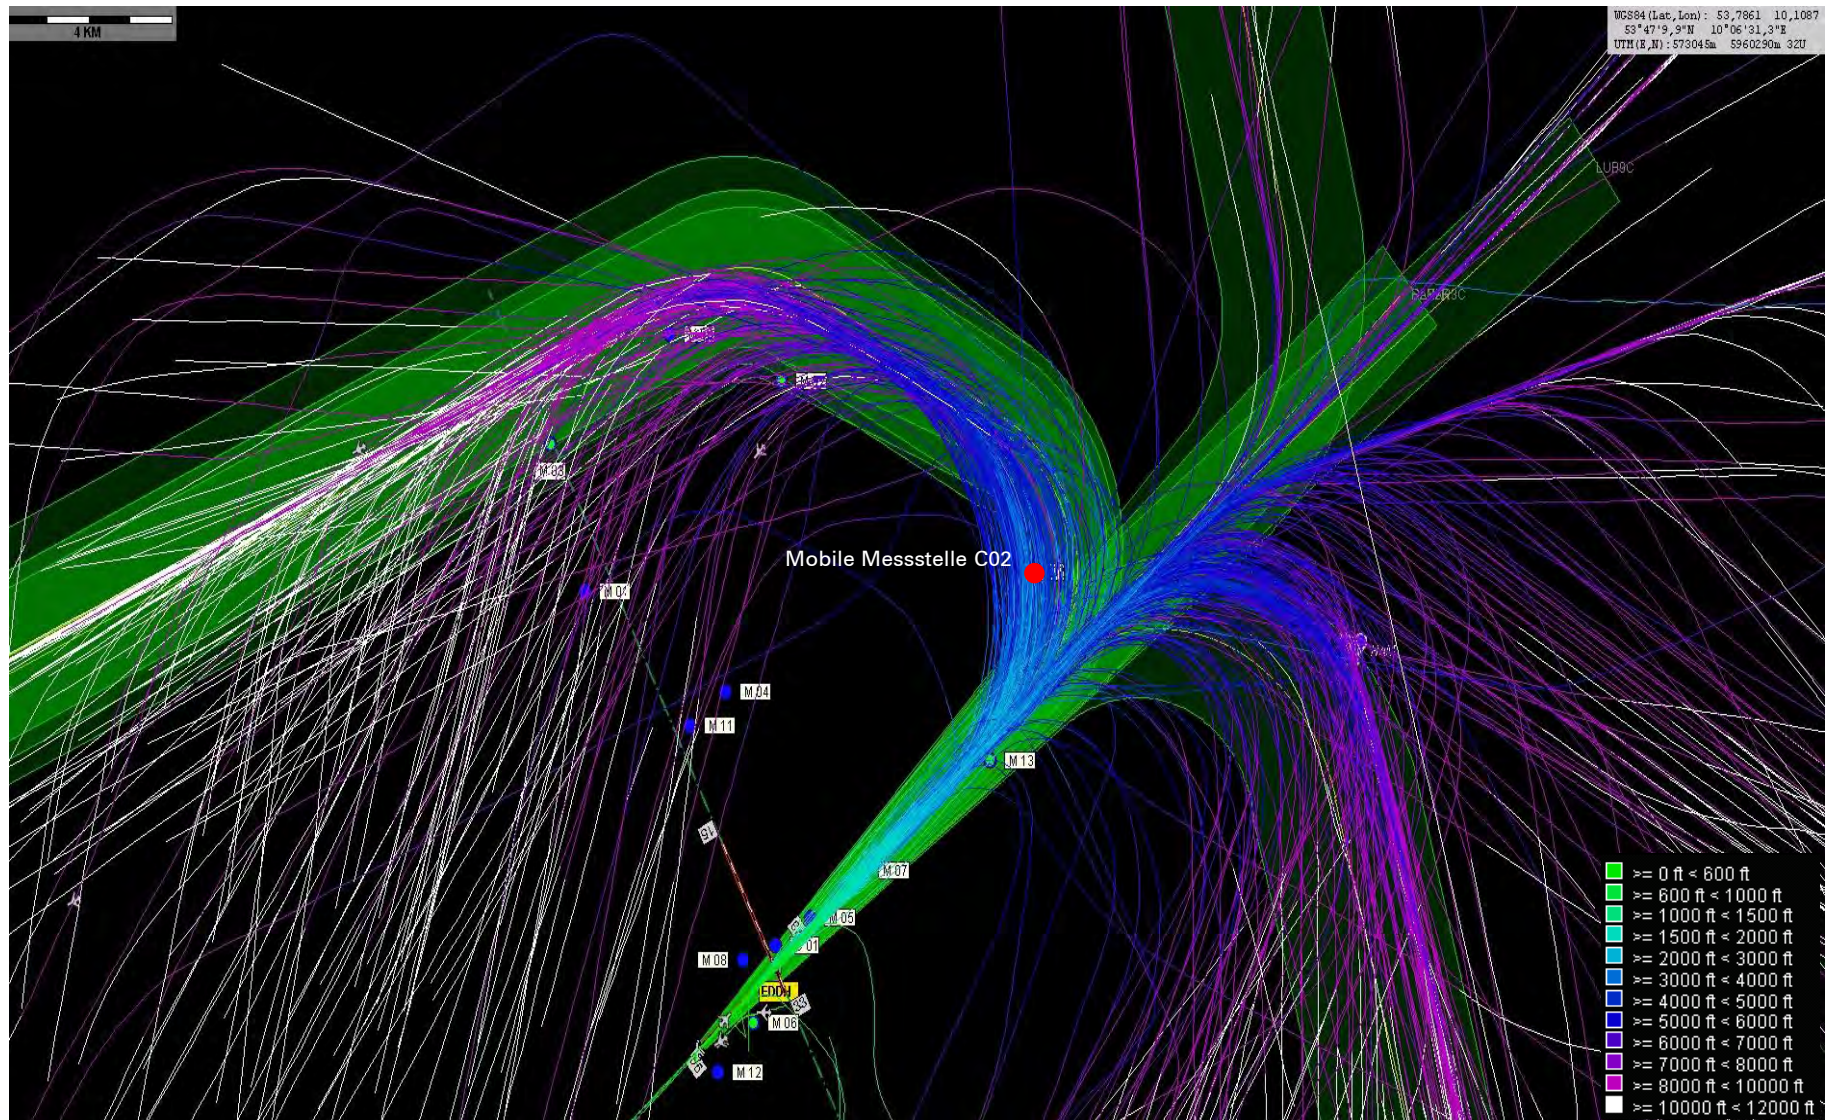 4 KM
WGS84(Lat,Lon): 53,7861 10,1087
53°47'9,9"N 10°06'31,3"E
UTM(E,N):573045m 5960290m 32U
LUB9C
M 03
Mobile Messstelle C02
M 04
M 11
M 13
15
M 07
M 05
01
M 08
EDDH
33
M 06
M 12
>= 0 ft < 600 ft
>= 600 ft < 1000 ft
>= 1000 ft < 1500 ft
>= 1500 ft < 2000 ft
>= 2000 ft < 3000 ft
>= 3000 ft < 4000 ft
>= 4000 ft < 5000 ft
>= 5000 ft < 6000 ft
>= 6000 ft < 7000 ft
>= 7000 ft < 8000 ft
>= 8000 ft < 10000 ft
>= 10000 ft < 12000 ft